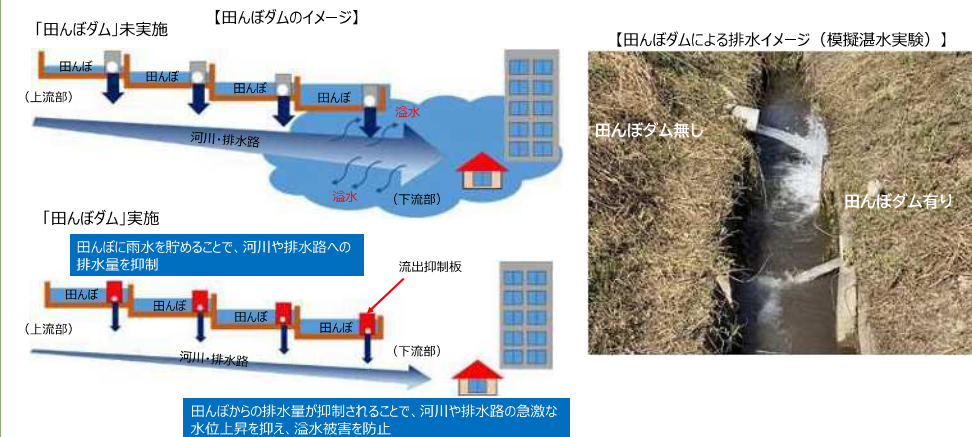 【田んぼダムのイメージ】
「田んぼダム」未実施
田んぼ
田んぼ
田んぼ
田んぼ
（上流部）
溢水
河川・排水路
溢水
（下流部）
「田んぼダム」実施
田んぼに雨水を貯めることで、河川や排水路への
排水量を抑制
流出抑制板
田んぼ
田んぼ
田んぼ
田んぼ
（上流部）
（下流部）
河川・排水路
田んぼからの排水量が抑制されることで、河川や排水路の急激な
水位上昇を抑え、溢水被害を防止
【田んぼダムによる排水イメージ（模擬湛水実験）】
田んぼダム無し
田んぼダム有り